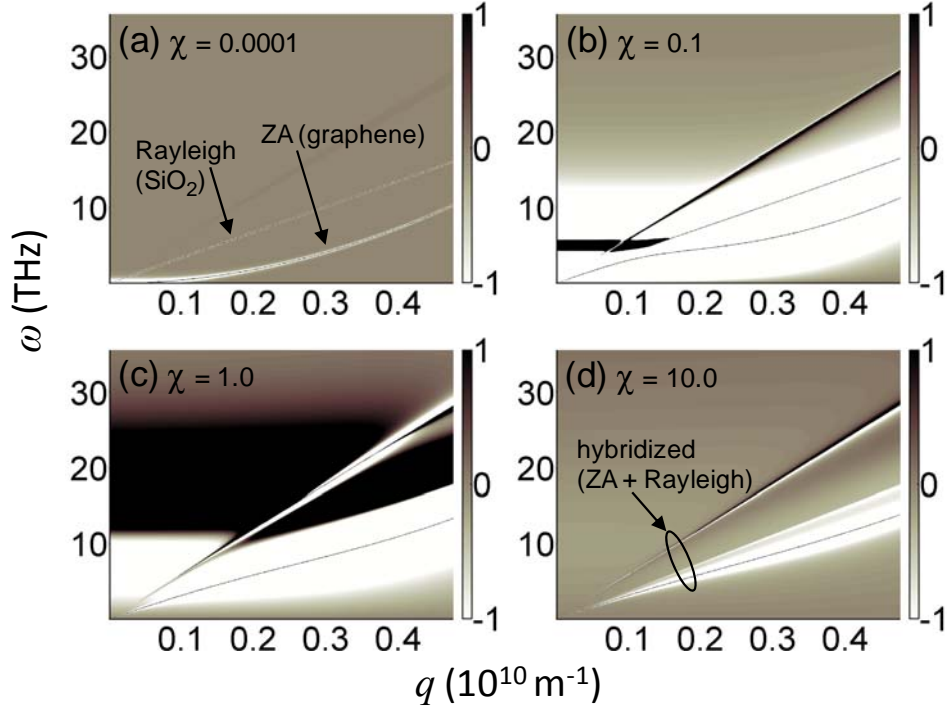 (a) χ = 0.0001
ZA (graphene)
Rayleigh
(SiO₂)
30
20
10
0.1 0.2 0.3 0.4
1
0
-1
(b) χ = 0.1
30
20
10
0.1 0.2 0.3 0.4
1
0
-1
(c) χ = 1.0
30
20
10
0.1 0.2 0.3 0.4
1
0
-1
(d) χ = 10.0
hybridized
(ZA + Rayleigh)
30
20
10
0.1 0.2 0.3 0.4
1
0
-1
ω (THz)
q (10¹⁰ m⁻¹)